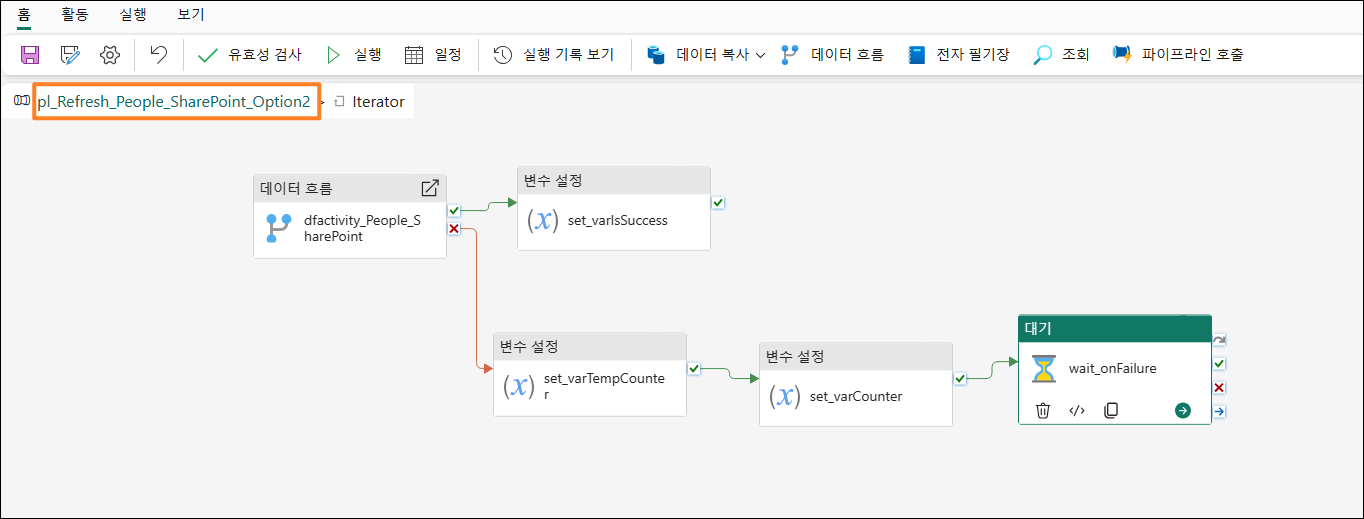 홈 활동 실행 보기
유효성 검사 실행 일정 실행 기록 보기 데이터 복사 데이터 흐름 전자 필기장 조회 파이프라인 호출
pl_Refresh_People_SharePoint_Option2 > Iterator
데이터 흐름
dfactivity_People_S
harePoint
변수 설정
(x) set_varIsSuccess
변수 설정
(x) set_varTempCounte
r
변수 설정
(x) set_varCounter
대기
wait_onFailure